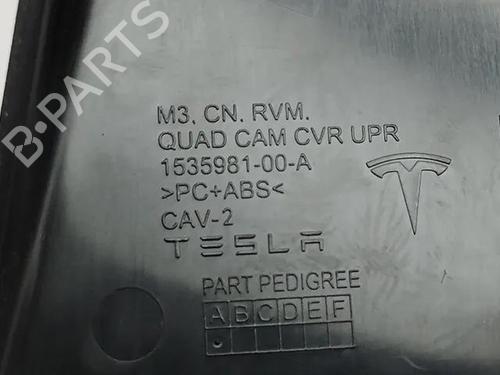 B-PARTS
M3. CN. RVM.
QUAD CAM CVR UPR
1535981-00-A
>PC+ABS<
CAV-2
TESLA
PART PEDIGREE
A B C D E F